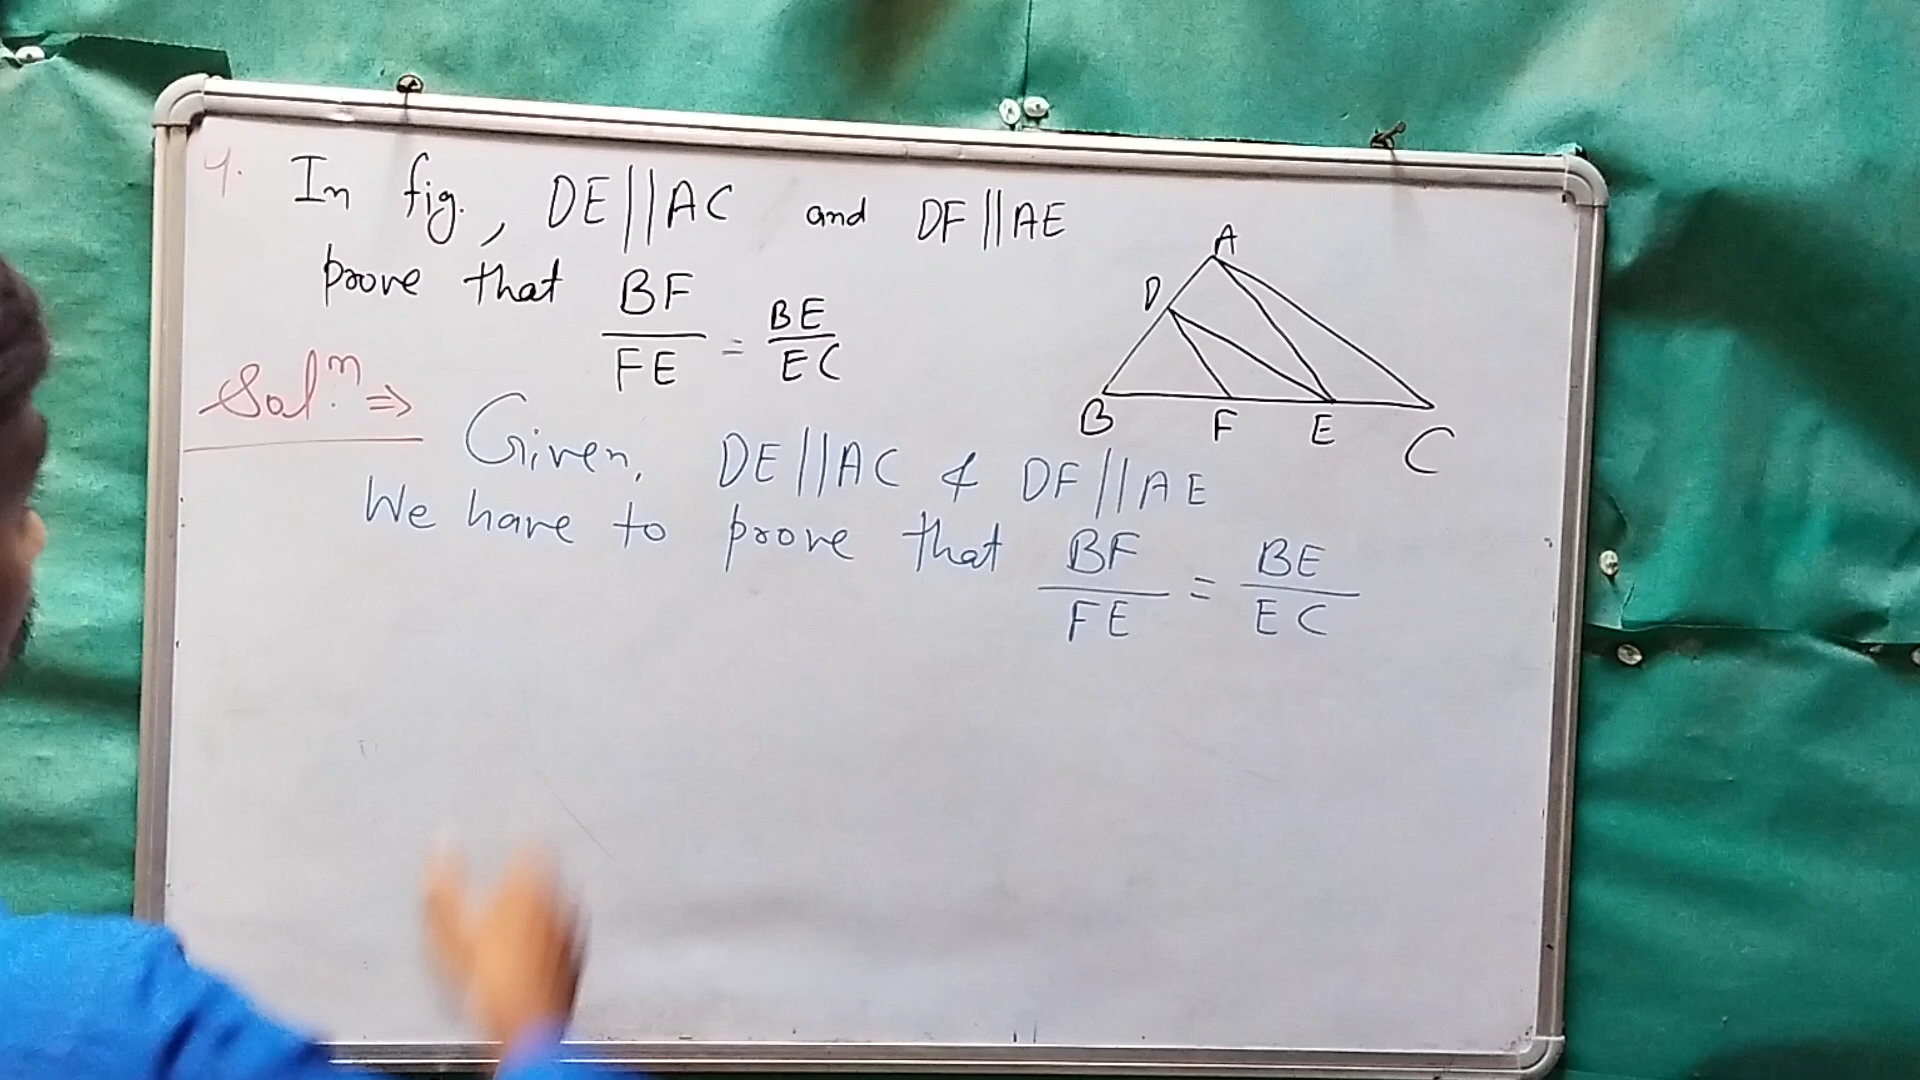 4. In fig., DE||AC and DF||AE
prove that BF/FE = BE/EC
A
D
B F E C
Solⁿ. ⇒ Given, DE||AC & DF||AE
We have to prove that BF/FE = BE/EC